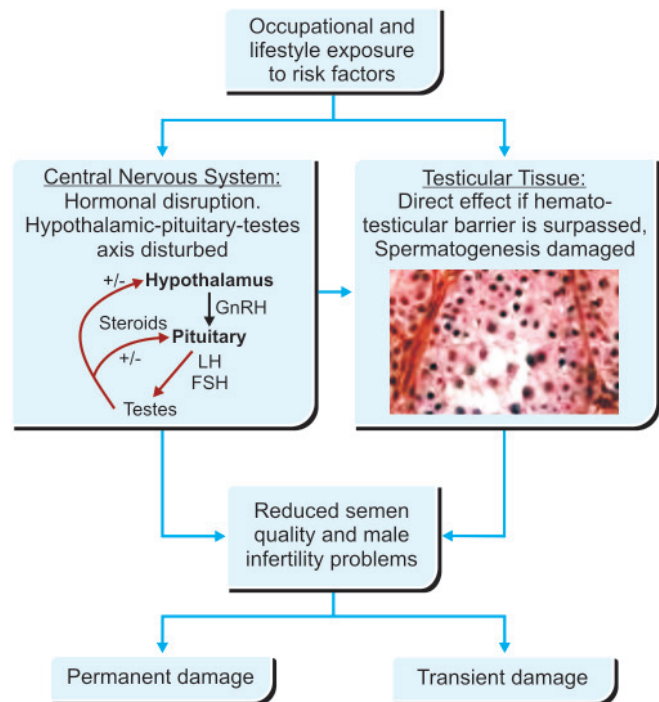 Occupational and
lifestyle exposure
to risk factors
Central Nervous System:
Hormonal disruption.
Hypothalamic-pituitary-testes
axis disturbed
+/-
Hypothalamus
GnRH
Steroids
Pituitary
+/-
LH
FSH
Testes
Testicular Tissue:
Direct effect if hemato-
testicular barrier is surpassed,
Spermatogenesis damaged
Reduced semen
quality and male
infertility problems
Permanent damage
Transient damage